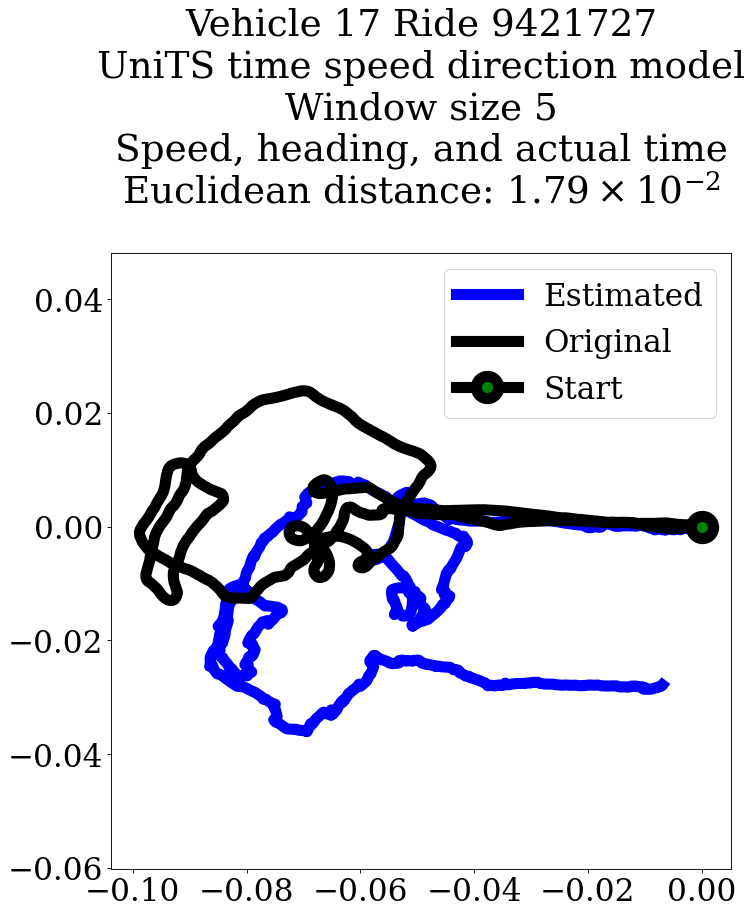 Vehicle 17 Ride 9421727
UniTS time speed direction model
Window size 5
Speed, heading, and actual time
Euclidean distance: 1.79 × 10⁻²
Estimated
Original
Start
0.04
0.02
0.00
−0.02
−0.04
−0.06
−0.10 −0.08 −0.06 −0.04 −0.02 0.00